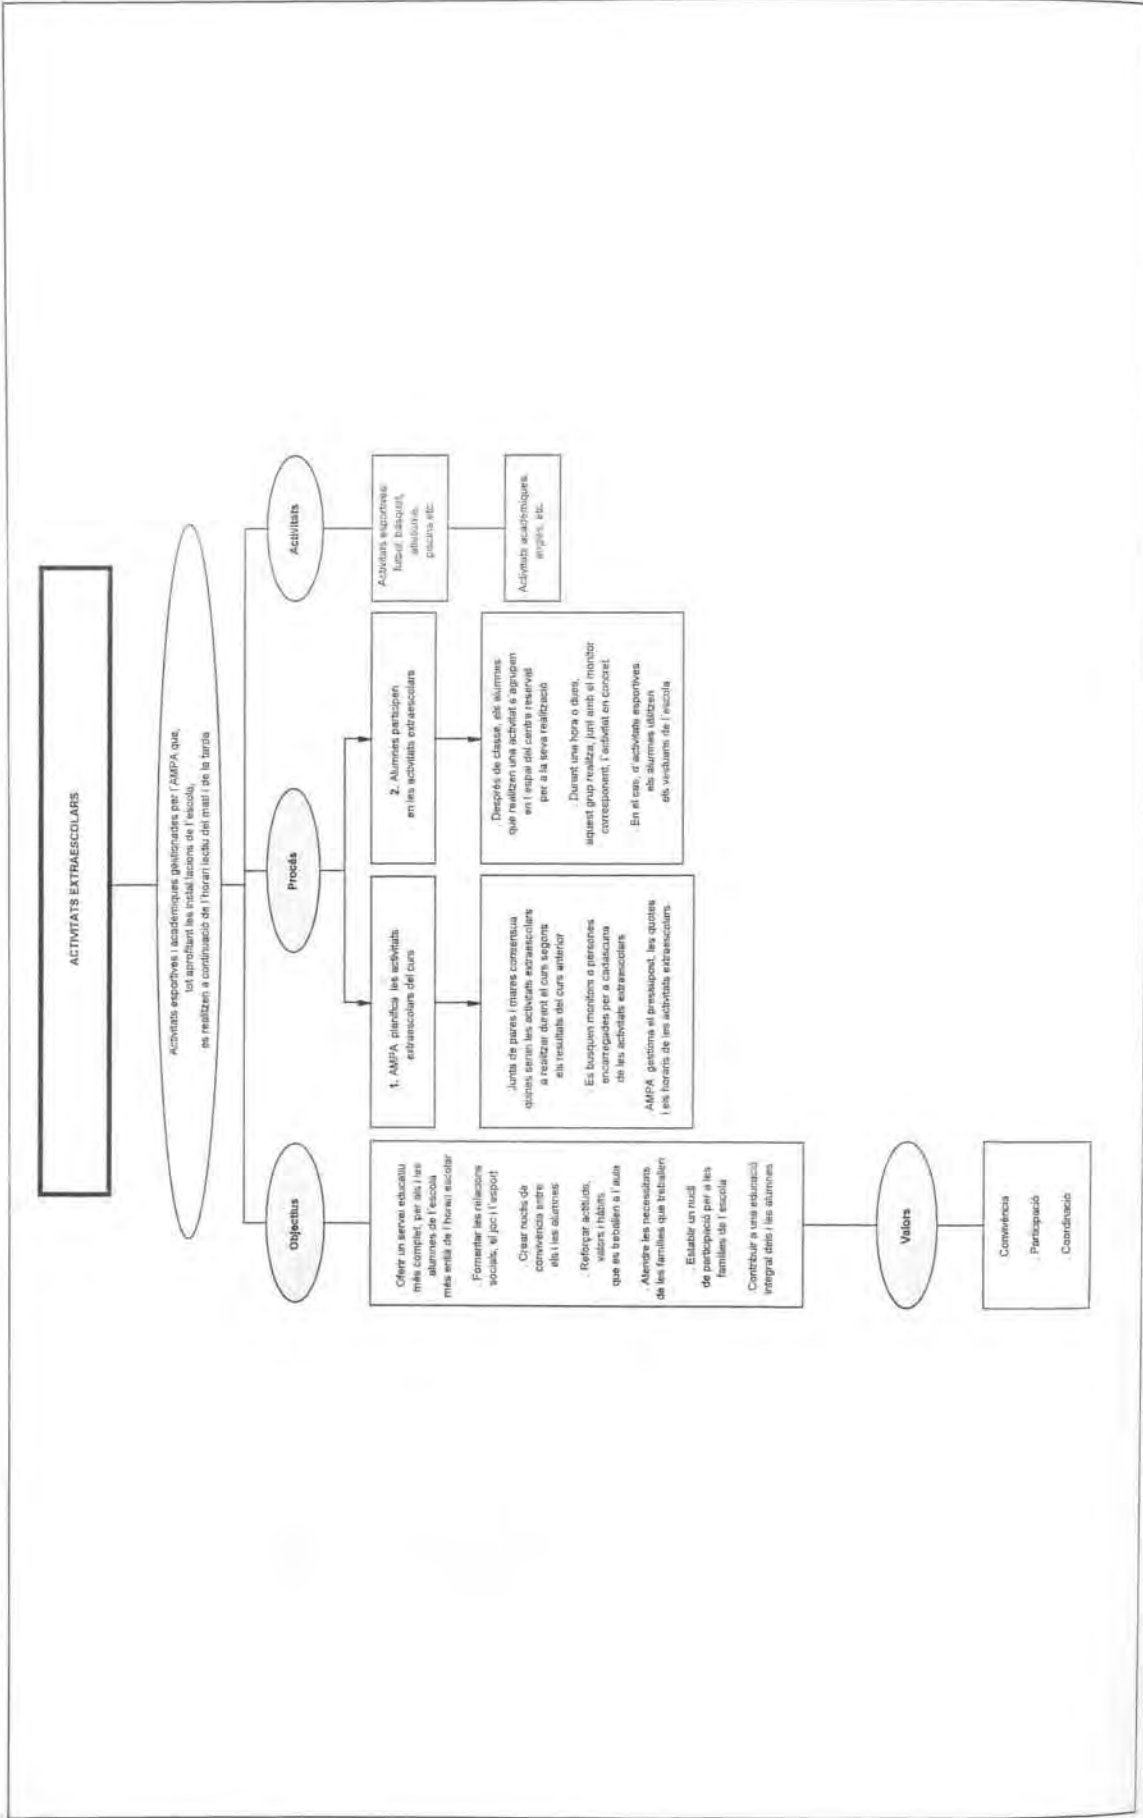 ACTIVITATS EXTRAESCOLARS
Activitats esportives i acadèmiques gestionades per l'AMPA que,
tot aprofitant les instal·lacions de l'escola,
es realitzen a continuació de l'horari lectiu del matí i de la tarda
Objectius
Oferir un servei educatiu
més complet, per als i les
alumnes de l'escola
més enllà de l'horari escolar
. Fomentar les relacions
socials, el joc i l'esport
. Crear nuclis de
convivència entre
els i les alumnes
. Reforçar actituds,
valors i hàbits
que es treballen a l'aula
. Atendre les necessitats
de les famílies que treballen
. Establir un nucli
de participació per a les
famílies de l'escola
. Contribuir a una educació
integral dels i les alumnes
Valors
Convivència
. Participació
. Coordinació
Procés
1. AMPA planifica les activitats
extraescolars del curs
Junta de pares i mares consensua
quines seran les activitats extraescolars
a realitzar durant el curs segons
els resultats del curs anterior
. Es busquen monitors o persones
encarregades per a cadascuna
de les activitats extraescolars
AMPA gestiona el pressupost, les quotes
i els horaris de les activitats extraescolars
2. Alumnes participen
en les activitats extraescolars
Després de classe, els alumnes
que realitzen una activitat s'agrupen
en l'espai del centre reservat
per a la seva realització
. Durant una hora o dues,
aquest grup realitza, junt amb el monitor
corresponent, l'activitat en concret
. En el cas, d'activitats esportives
els alumnes utilitzen
els vestuaris de l'escola
Activitats
Activitats esportives:
futbol, bàsquet,
atletisme,
piscina etc.
Activitats acadèmiques,
anglès, etc.